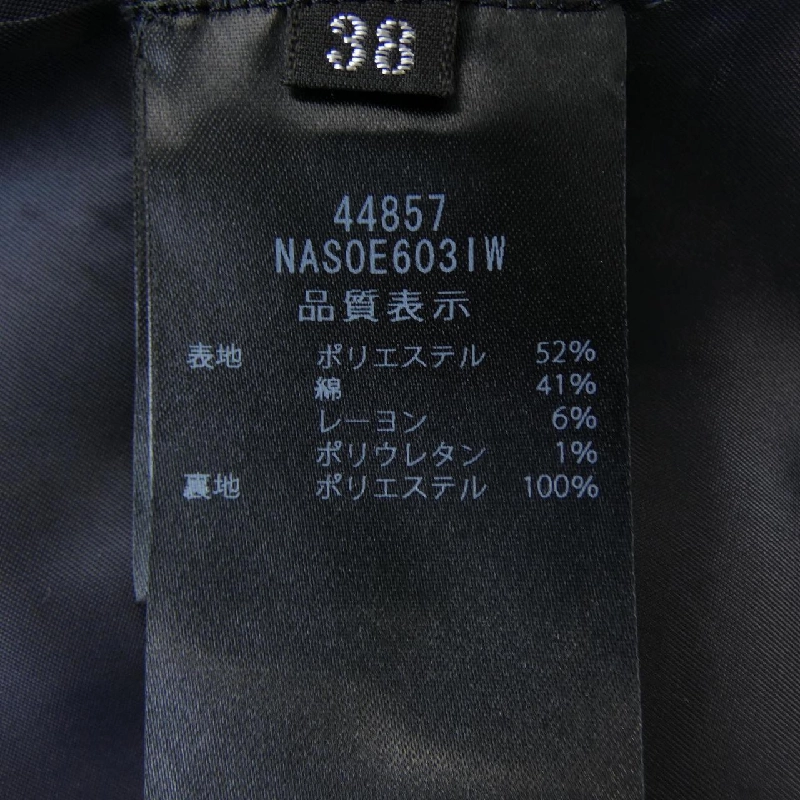 38
44857
NASOE603IW
品質表示
表地 ポリエステル 52%
綿 41%
レーヨン 6%
ポリウレタン 1%
裏地 ポリエステル 100%